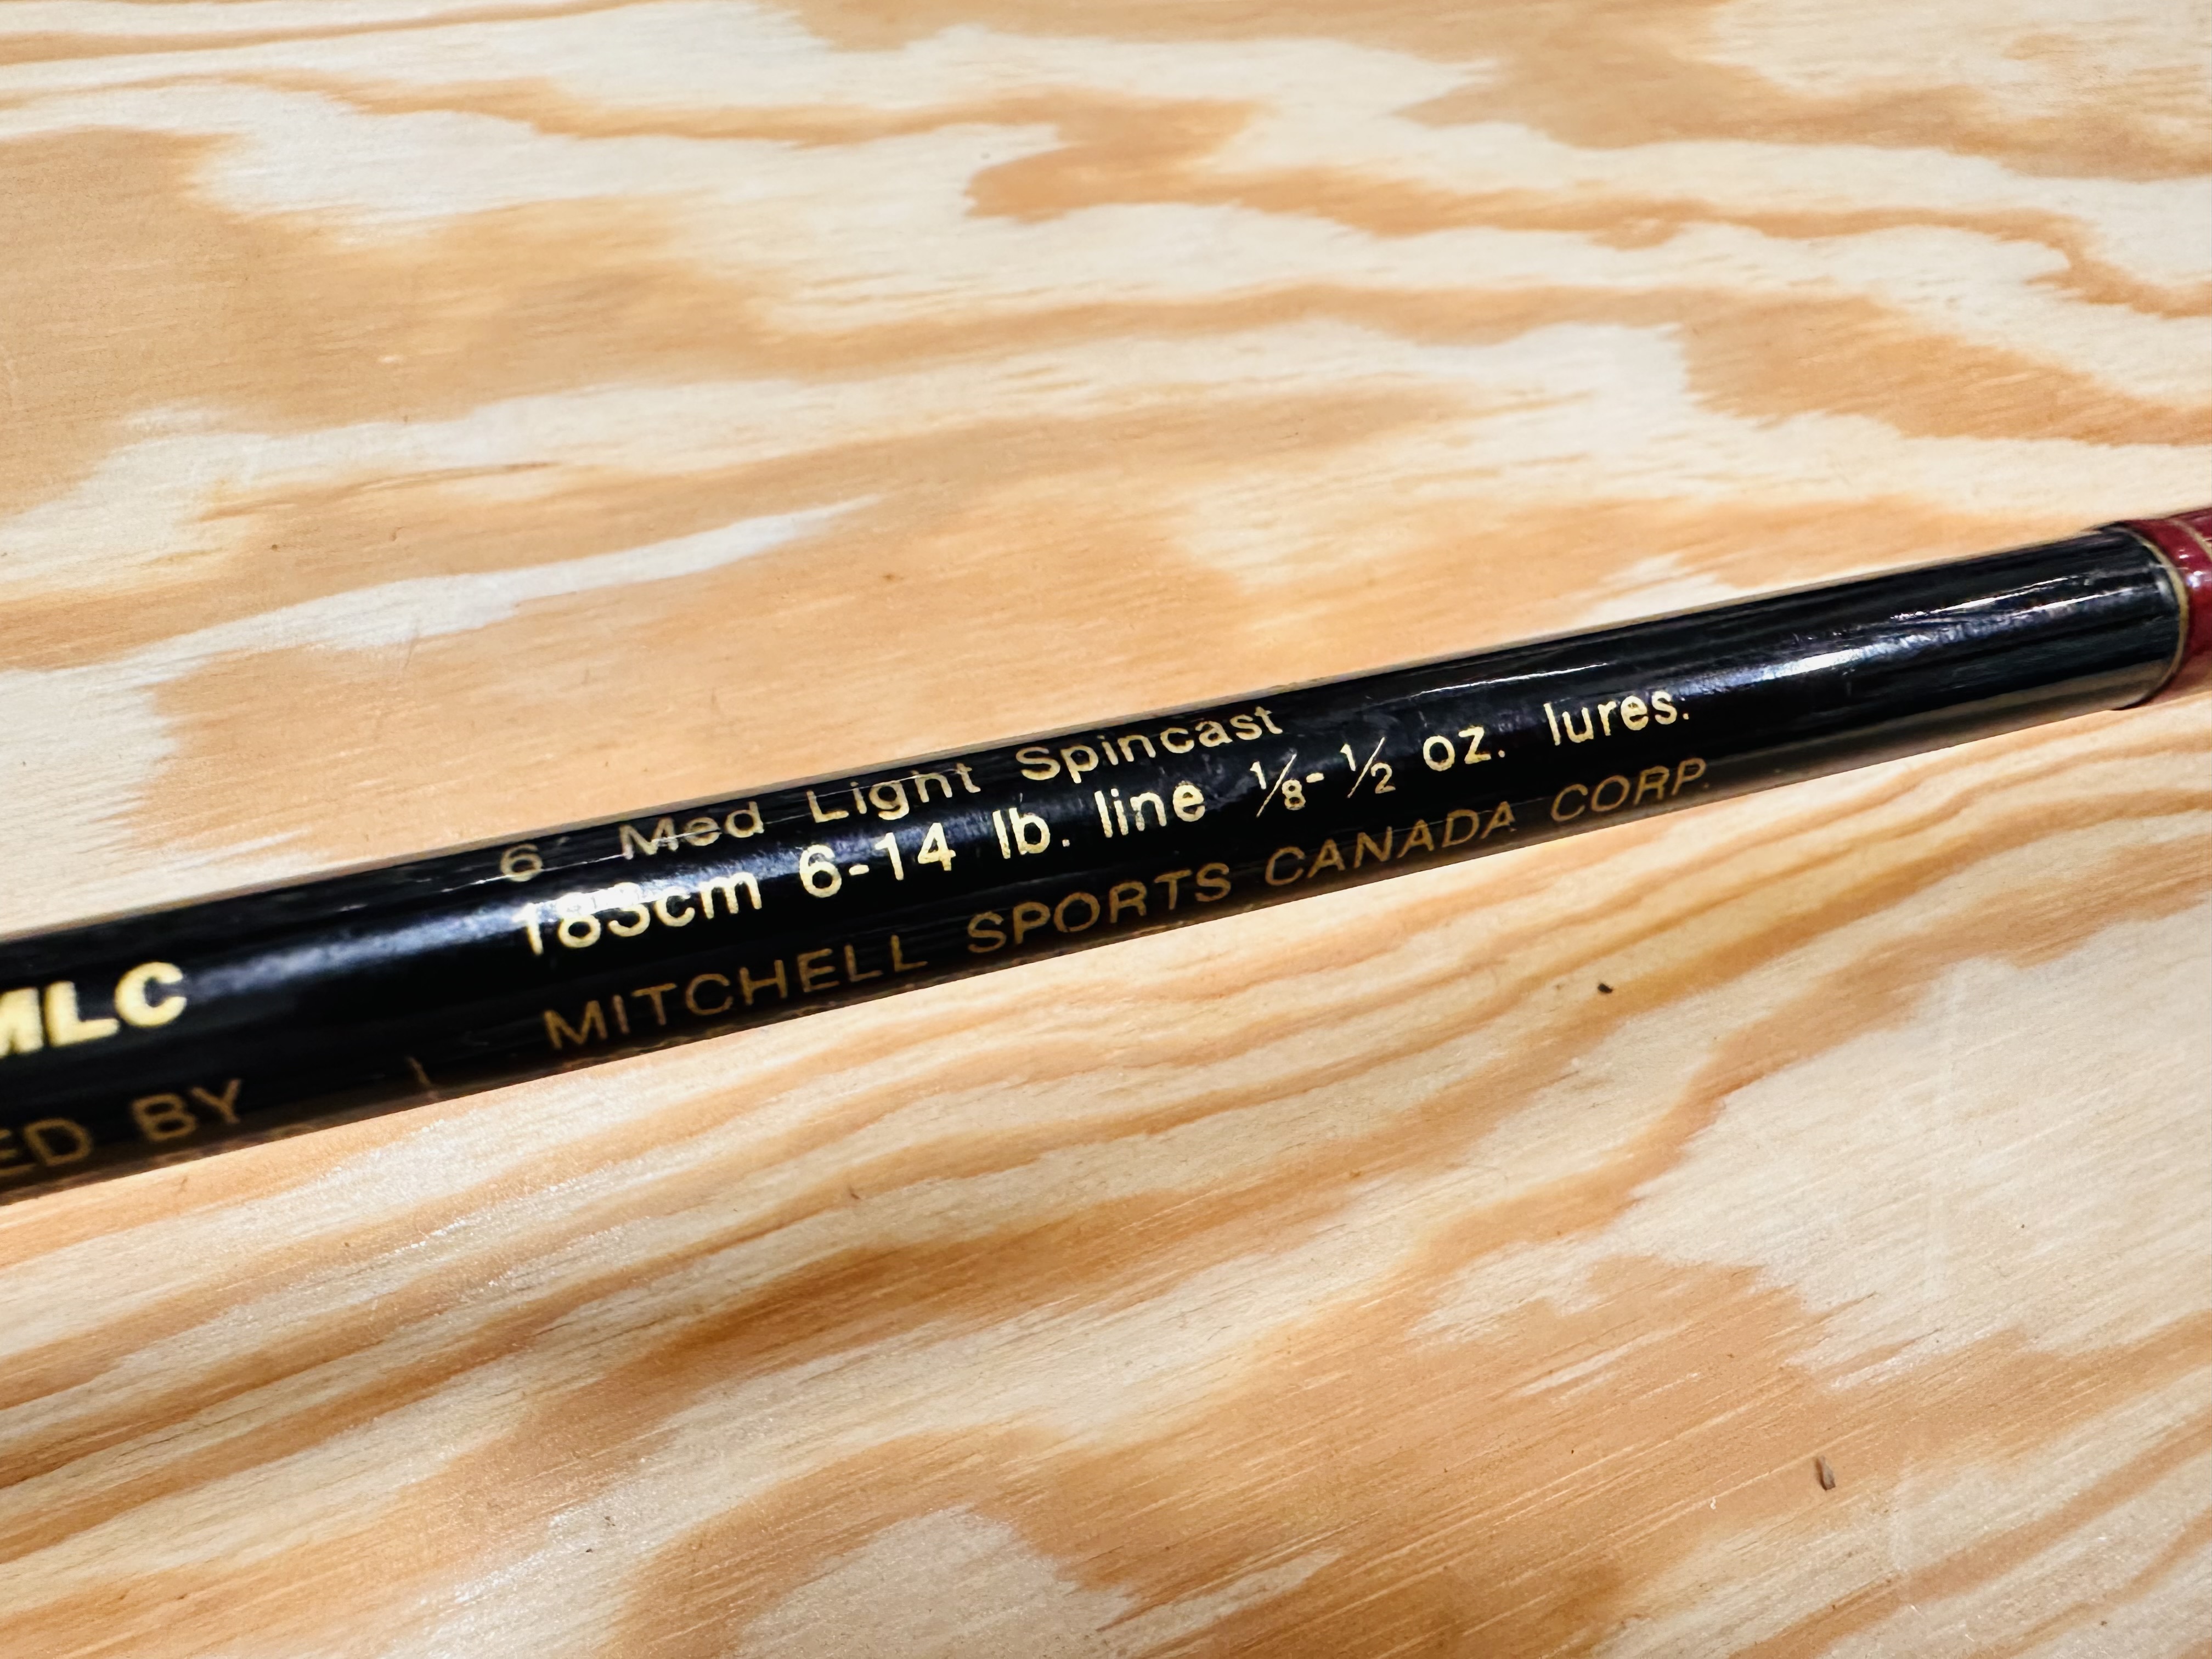 MLC
6' Med Light Spincast
183cm 6-14 lb. line 1/8-1/2 oz. lures.
ED BY MITCHELL SPORTS CANADA CORP.